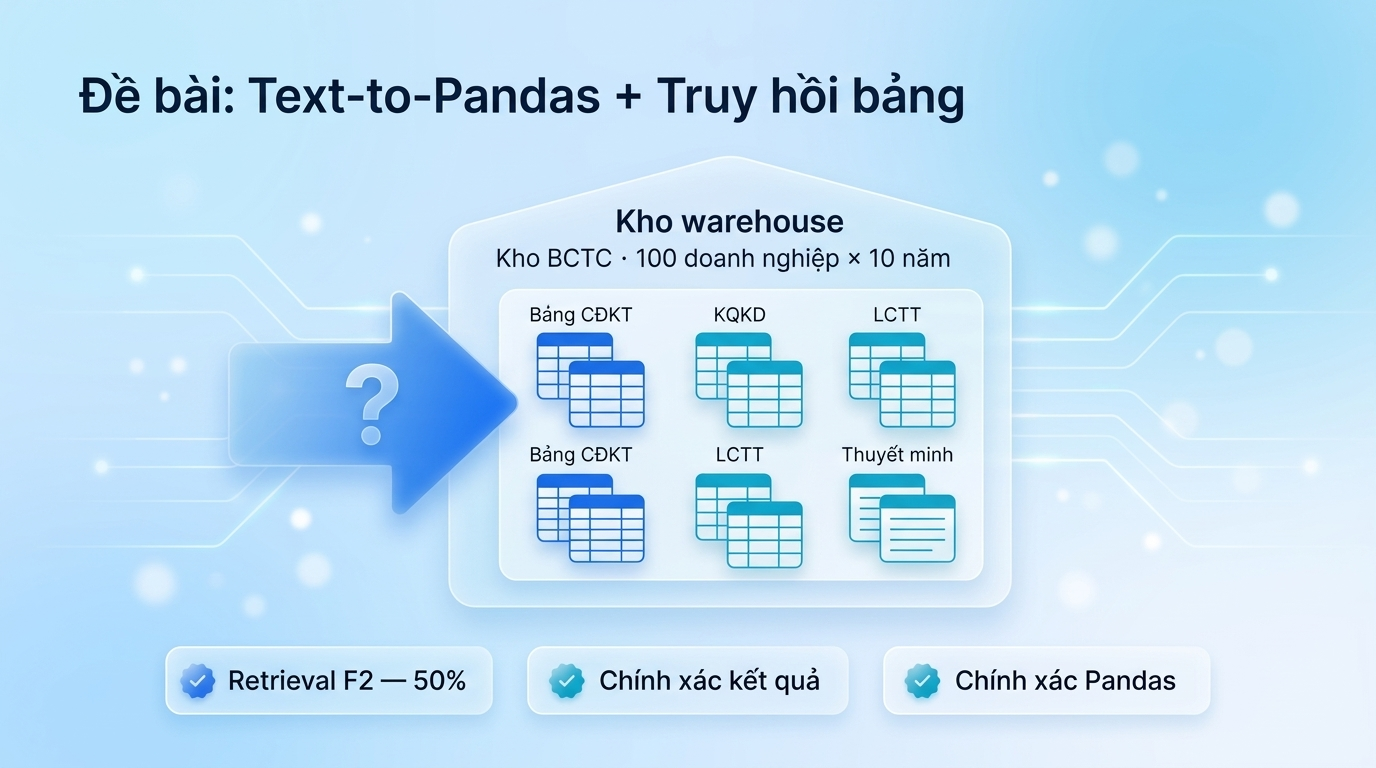 Đề bài: Text-to-Pandas + Truy hồi bảng
Kho warehouse
Kho BCTC · 100 doanh nghiệp × 10 năm
Bảng CĐKT
KQKD
LCTT
?
Bảng CĐKT
LCTT
Thuyết minh
Retrieval F2 — 50%
Chính xác kết quả
Chính xác Pandas